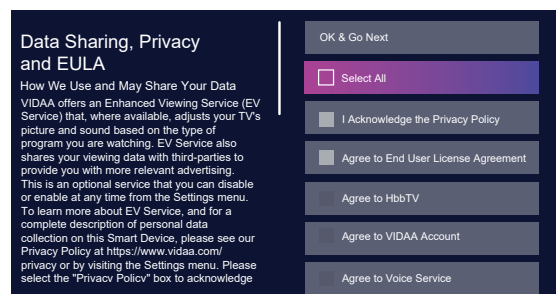 Data Sharing, Privacy
and EULA
How We Use and May Share Your Data
VIDAA offers an Enhanced Viewing Service (EV
Service) that, where available, adjusts your TV's
picture and sound based on the type of
program you are watching. EV Service also
shares your viewing data with third-parties to
provide you with more relevant advertising.
This is an optional service that you can disable
or enable at any time from the Settings menu.
To learn more about EV Service, and for a
complete description of personal data
collection on this Smart Device, please see our
Privacy Policy at https://www.vidaa.com/
privacy or by visiting the Settings menu. Please
select the "Privacy Policy" box to acknowledge
OK & Go Next
Select All
I Acknowledge the Privacy Policy
Agree to End User License Agreement
Agree to HbbTV
Agree to VIDAA Account
Agree to Voice Service